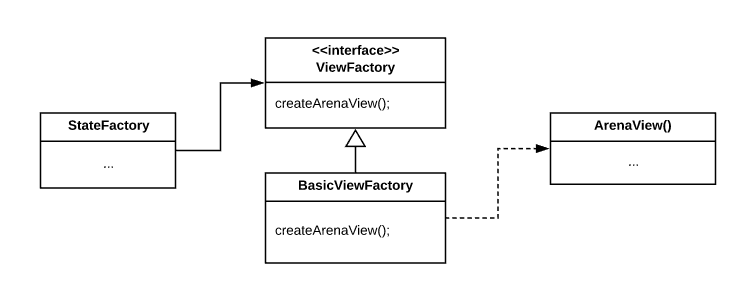 <<interface>>
ViewFactory
createArenaView();
StateFactory
...
ArenaView()
...
BasicViewFactory
createArenaView();